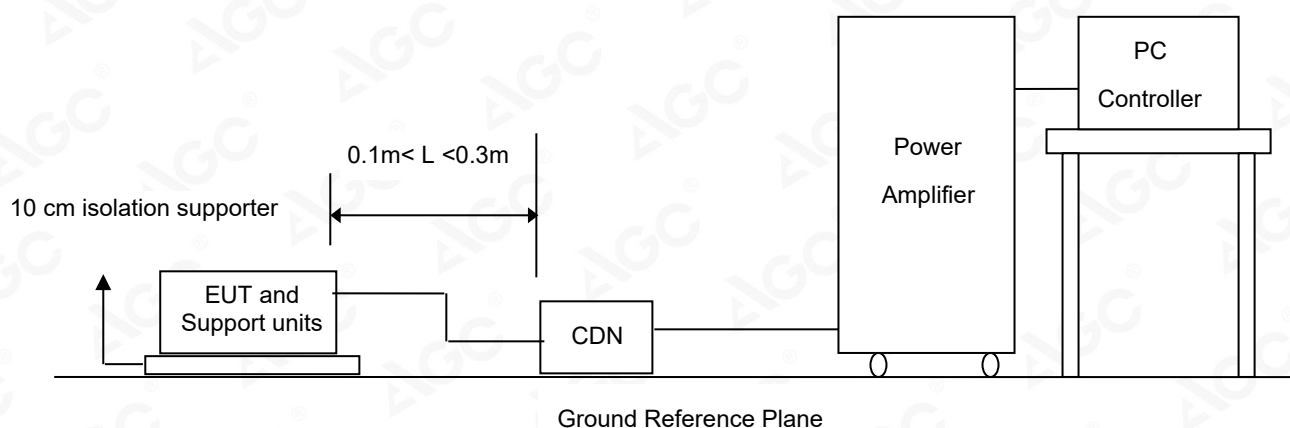 PC
Controller
0.1m< L <0.3m
Power
Amplifier
10 cm isolation supporter
EUT and
Support units
CDN
Ground Reference Plane
AGC